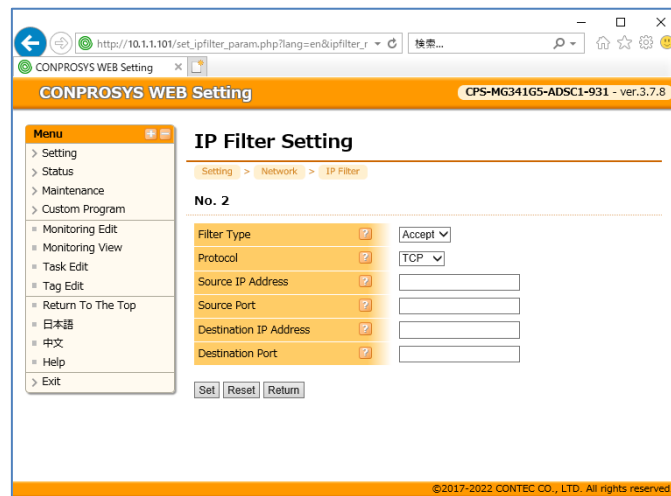 http://10.1.1.101/set_ipfilter_param.php?lang=en&ipfilter_r
検索...
CONPROSYS WEB Setting
CONPROSYS WEB Setting
CPS-MG341G5-ADSC1-931 - ver.3.7.8
Menu
> Setting
> Status
> Maintenance
> Custom Program
Monitoring Edit
Monitoring View
Task Edit
Tag Edit
Return To The Top
日本語
中文
Help
> Exit
IP Filter Setting
Setting > Network > IP Filter
No. 2
Filter Type ? Accept
Protocol ? TCP
Source IP Address ?
Source Port ?
Destination IP Address ?
Destination Port ?
Set Reset Return
©2017-2022 CONTEC CO., LTD. All rights reserved